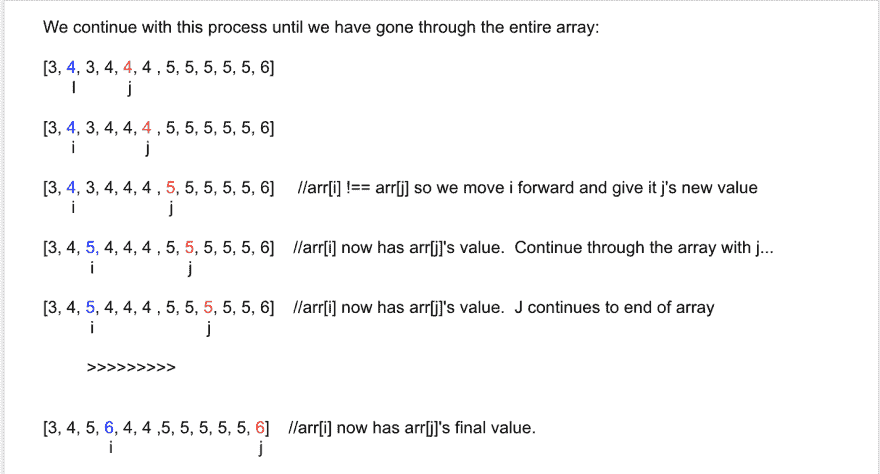 We continue with this process until we have gone through the entire array:
[3, 4, 3, 4, 4, 4 , 5, 5, 5, 5, 5, 6]
I j
[3, 4, 3, 4, 4, 4 , 5, 5, 5, 5, 5, 6]
i j
[3, 4, 3, 4, 4, 4 , 5, 5, 5, 5, 5, 6] //arr[i] !== arr[j] so we move i forward and give it j's new value
i j
[3, 4, 5, 4, 4, 4 , 5, 5, 5, 5, 5, 6] //arr[i] now has arr[j]'s value. Continue through the array with j...
i j
[3, 4, 5, 4, 4, 4 , 5, 5, 5, 5, 5, 6] //arr[i] now has arr[j]'s value. J continues to end of array
i j
>>>>>>>>>
[3, 4, 5, 6, 4, 4 ,5, 5, 5, 5, 5, 6] //arr[i] now has arr[j]'s final value.
i j